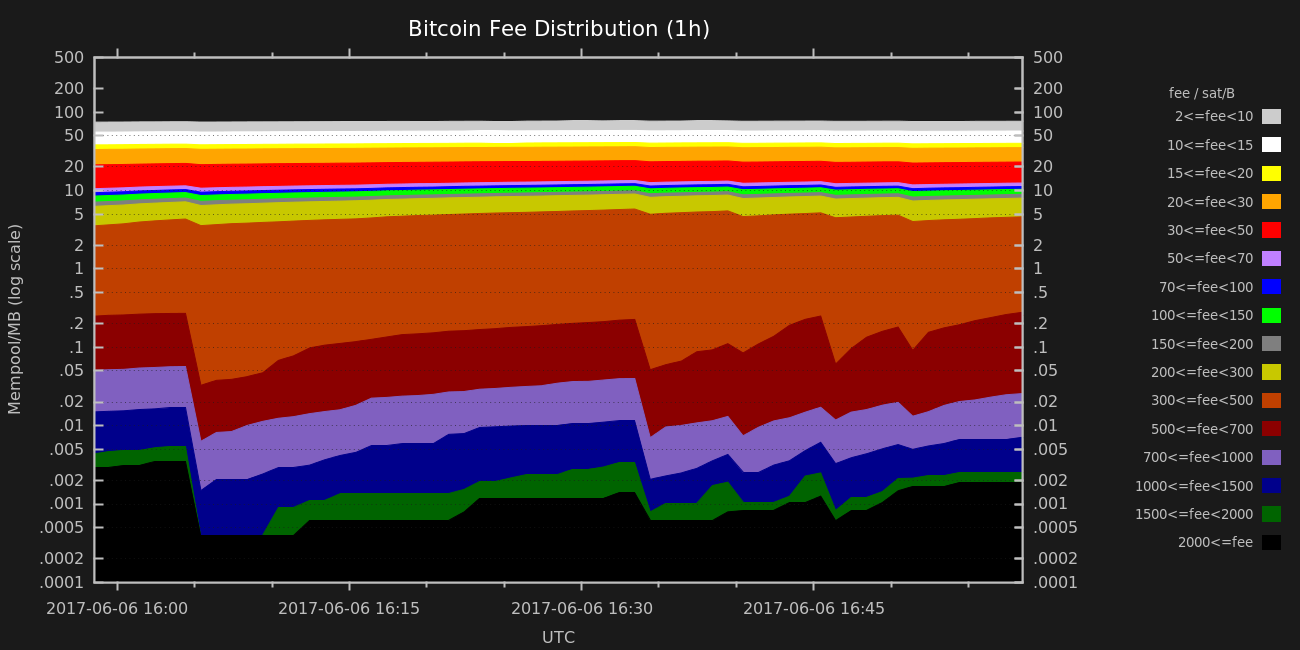 Bitcoin Fee Distribution (1h)
500
200
100
50
20
10
5
2
1
.5
.2
.1
.05
.02
.01
.005
.002
.001
.0005
.0002
.0001
Mempool/MB (log scale)
500
200
100
50
20
10
5
2
1
.5
.2
.1
.05
.02
.01
.005
.002
.001
.0005
.0002
.0001
2017-06-06 16:00
2017-06-06 16:15
2017-06-06 16:30
2017-06-06 16:45
UTC
fee / sat/B
2<=fee<10
10<=fee<15
15<=fee<20
20<=fee<30
30<=fee<50
50<=fee<70
70<=fee<100
100<=fee<150
150<=fee<200
200<=fee<300
300<=fee<500
500<=fee<700
700<=fee<1000
1000<=fee<1500
1500<=fee<2000
2000<=fee